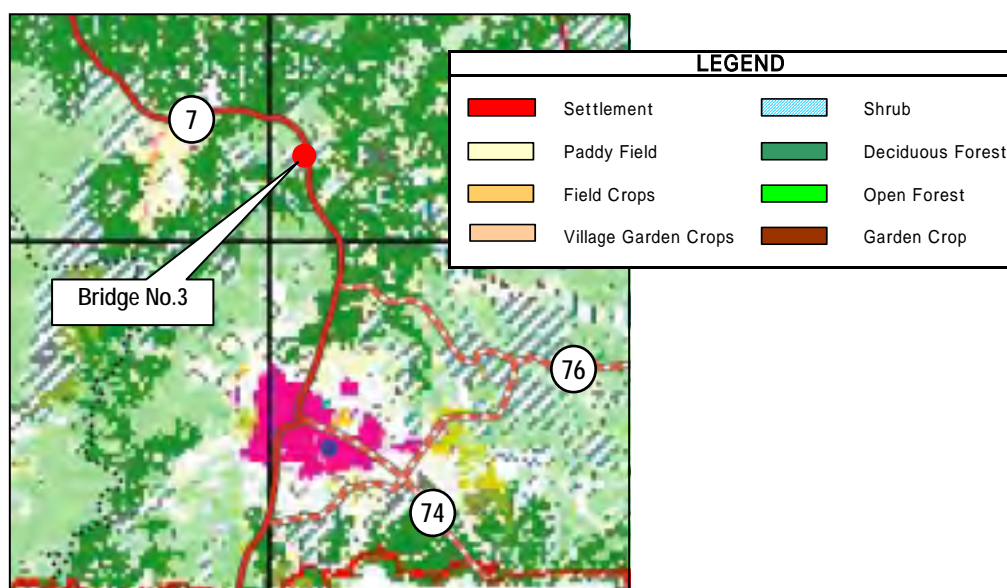 7
Bridge No.3
76
74
LEGEND
Settlement
Shrub
Paddy Field
Deciduous Forest
Field Crops
Open Forest
Village Garden Crops
Garden Crop